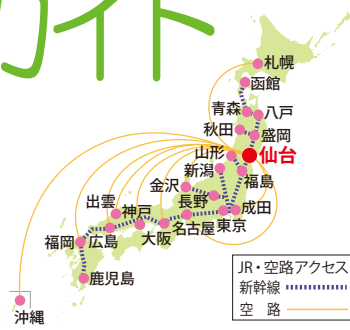 ガイド
札幌
函館
青森
八戸
秋田
盛岡
山形
仙台
新潟
福島
金沢
長野
成田
出雲
神戸
名古屋
東京
福岡
広島
大阪
鹿児島
沖縄
JR・空路アクセス
新幹線
空 路